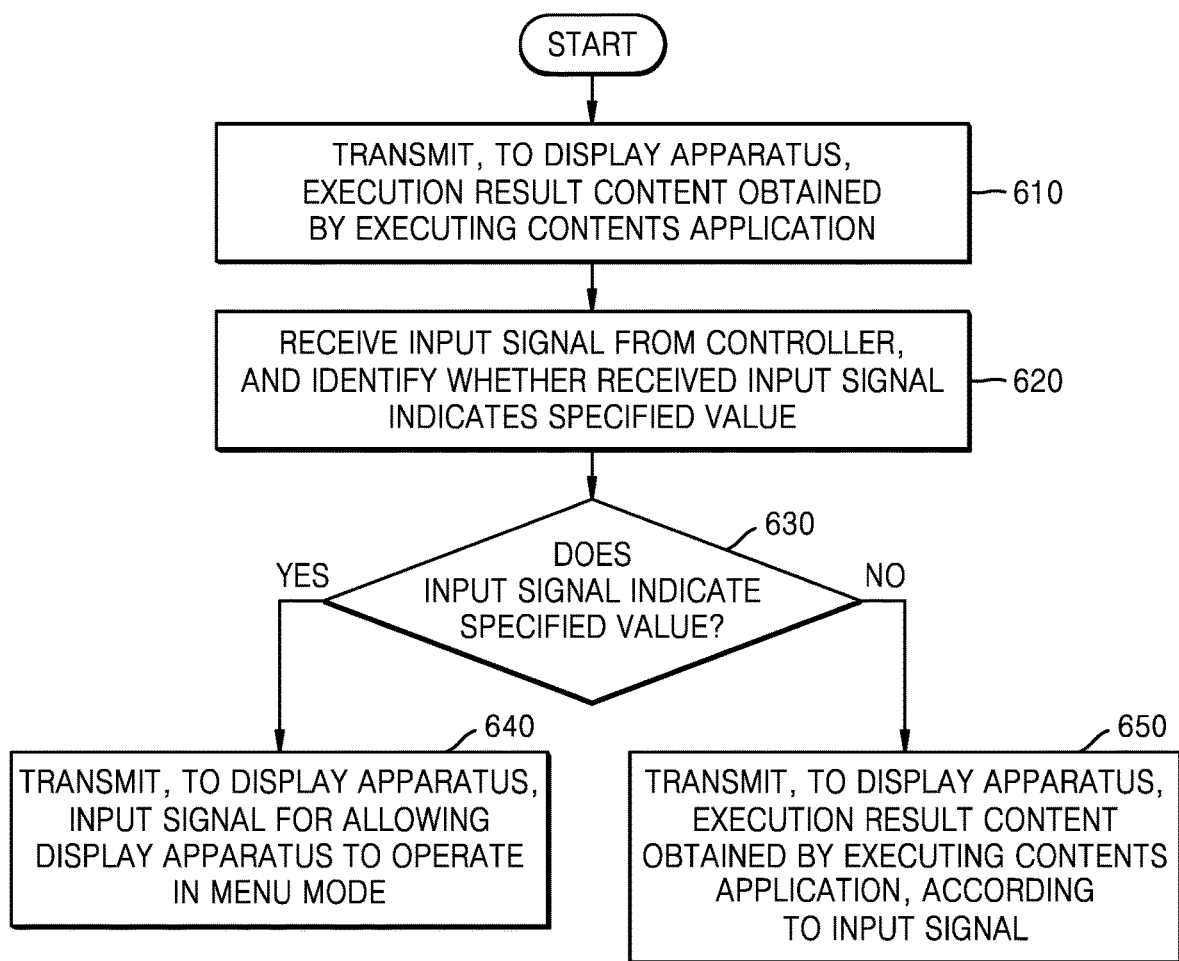 START
TRANSMIT, TO DISPLAY APPARATUS,
EXECUTION RESULT CONTENT OBTAINED
BY EXECUTING CONTENTS APPLICATION
610
RECEIVE INPUT SIGNAL FROM CONTROLLER,
AND IDENTIFY WHETHER RECEIVED INPUT SIGNAL
INDICATES SPECIFIED VALUE
620
630
DOES
INPUT SIGNAL INDICATE
SPECIFIED VALUE?
YES
NO
640
TRANSMIT, TO DISPLAY APPARATUS,
INPUT SIGNAL FOR ALLOWING
DISPLAY APPARATUS TO OPERATE
IN MENU MODE
650
TRANSMIT, TO DISPLAY APPARATUS,
EXECUTION RESULT CONTENT
OBTAINED BY EXECUTING CONTENTS
APPLICATION, ACCORDING
TO INPUT SIGNAL